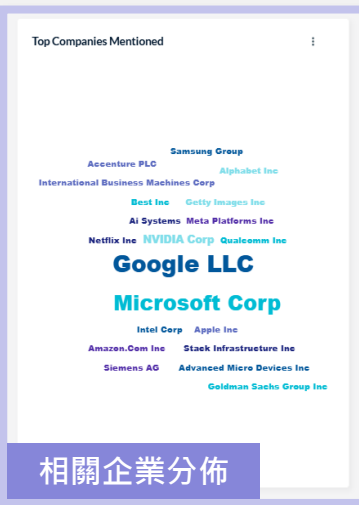 Top Companies Mentioned
Samsung Group
Accenture PLC
Alphabet Inc
International Business Machines Corp
Best Inc Getty Images Inc
Ai Systems Meta Platforms Inc
Netflix Inc NVIDIA Corp Qualcomm Inc
Google LLC
Microsoft Corp
Intel Corp Apple Inc
Amazon.Com Inc Stack Infrastructure Inc
Siemens AG Advanced Micro Devices Inc
Goldman Sachs Group Inc
相關企業分佈